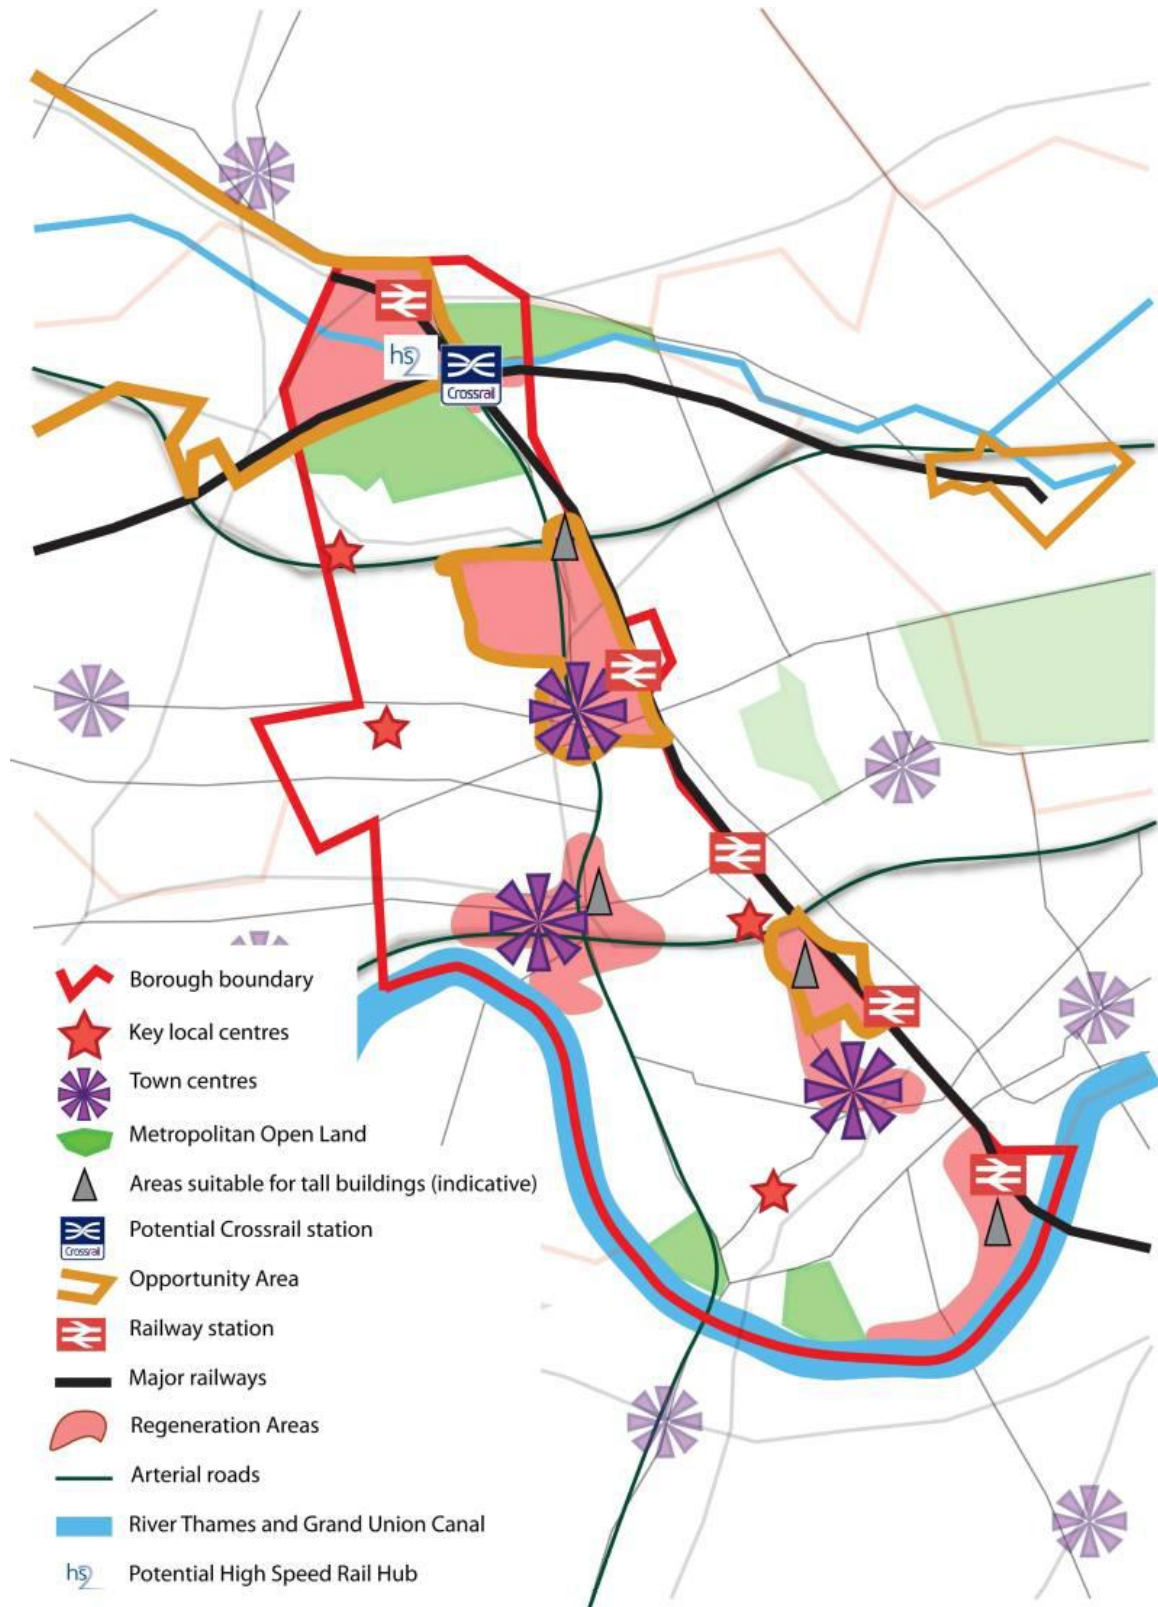 hs2
Crossrail
Borough boundary
Key local centres
Town centres
Metropolitan Open Land
Areas suitable for tall buildings (indicative)
Crossrail
Potential Crossrail station
Opportunity Area
Railway station
Major railways
Regeneration Areas
Arterial roads
River Thames and Grand Union Canal
hs2
Potential High Speed Rail Hub